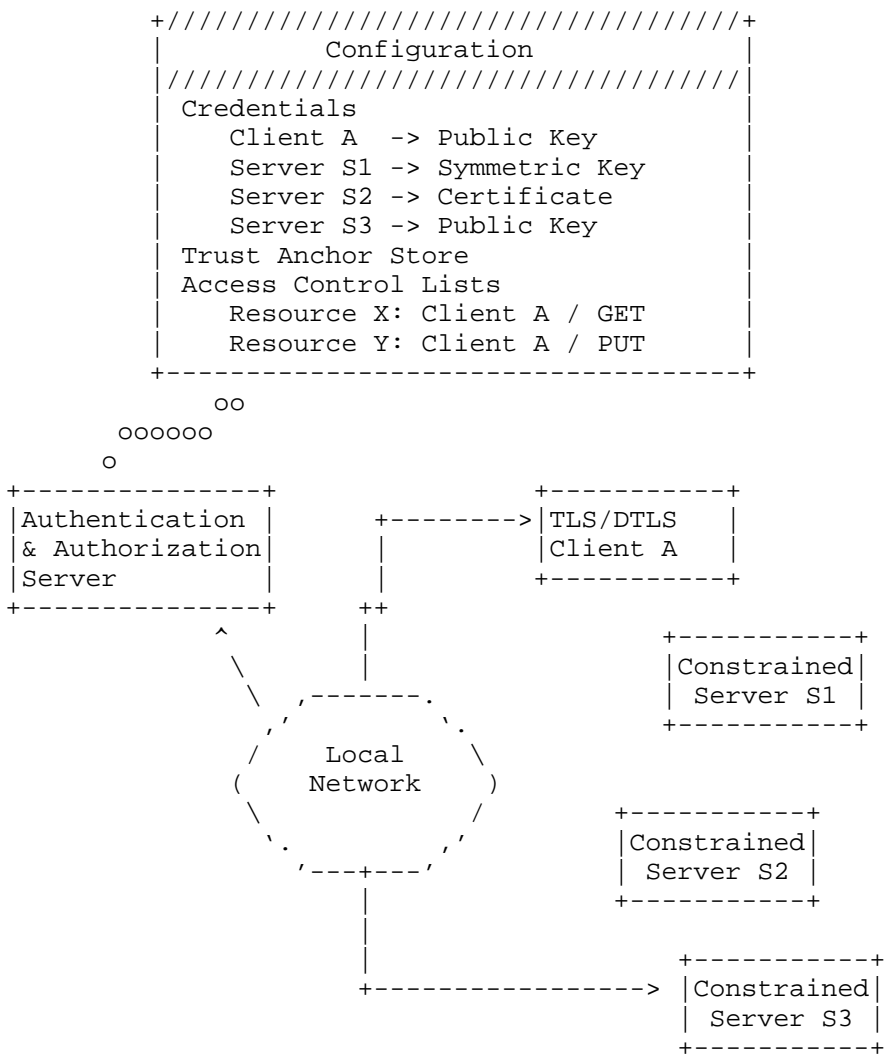 Configuration
Credentials
Client A -> Public Key
Server S1 -> Symmetric Key
Server S2 -> Certificate
Server S3 -> Public Key
Trust Anchor Store
Access Control Lists
Resource X: Client A / GET
Resource Y: Client A / PUT
Authentication
& Authorization
Server
TLS/DTLS
Client A
Constrained
Server S1
Local
Network
Constrained
Server S2
Constrained
Server S3